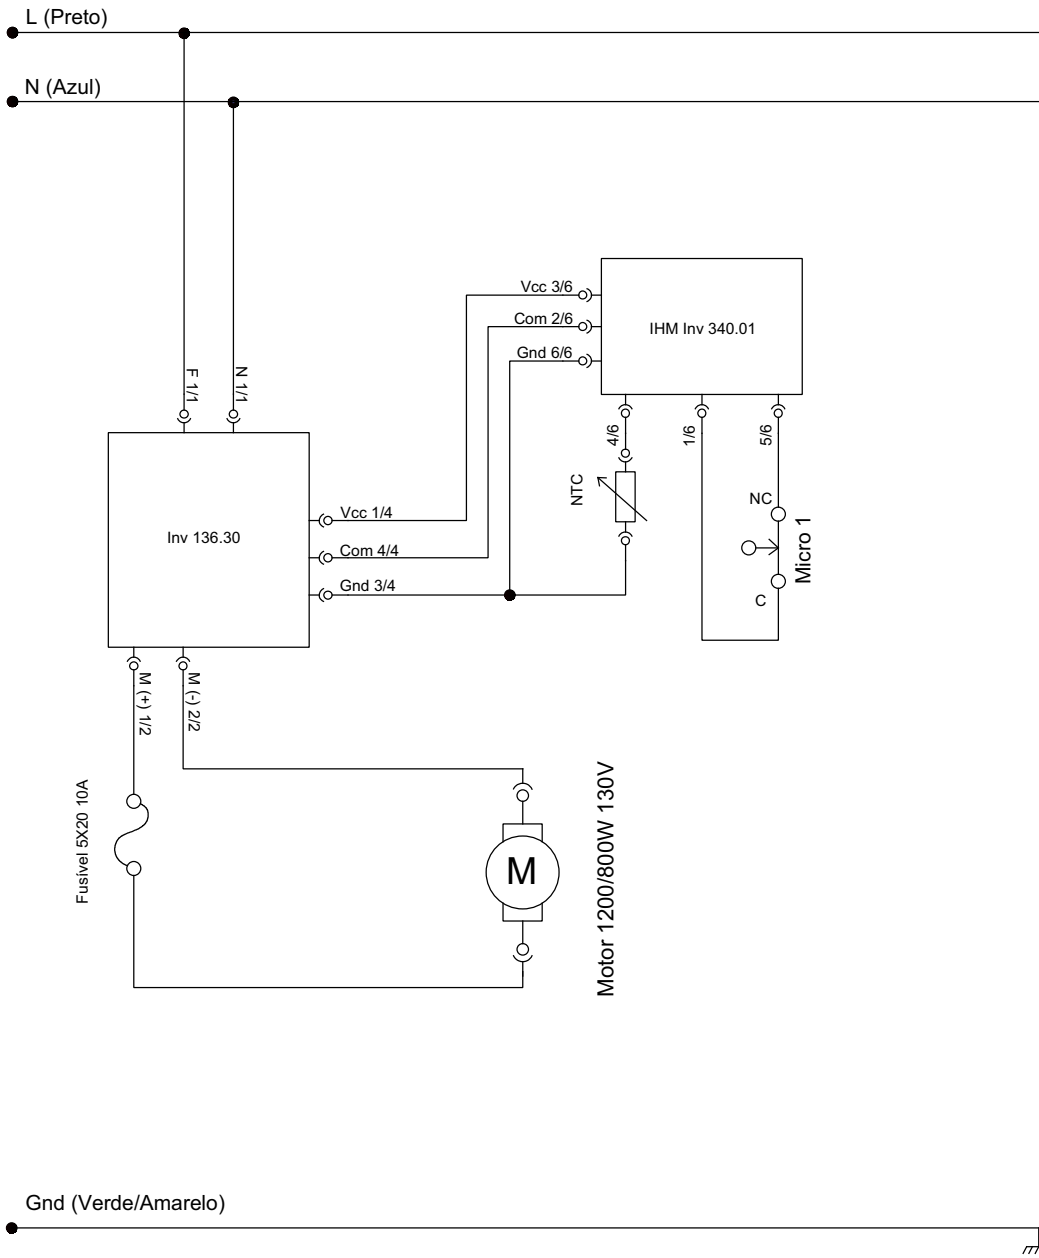 L (Preto)
N (Azul)
Vcc 3/6
Com 2/6
IHM Inv 340.01
Gnd 6/6
F 1/1
N 1/1
4/6
1/6
5/6
NTC
NC
Vcc 1/4
Inv 136.30
Com 4/4
Micro 1
Gnd 3/4
C
M (+) 1/2
M (-) 2/2
Fusível 5X20 10A
M
Motor 1200/800W 130V
Gnd (Verde/Amarelo)